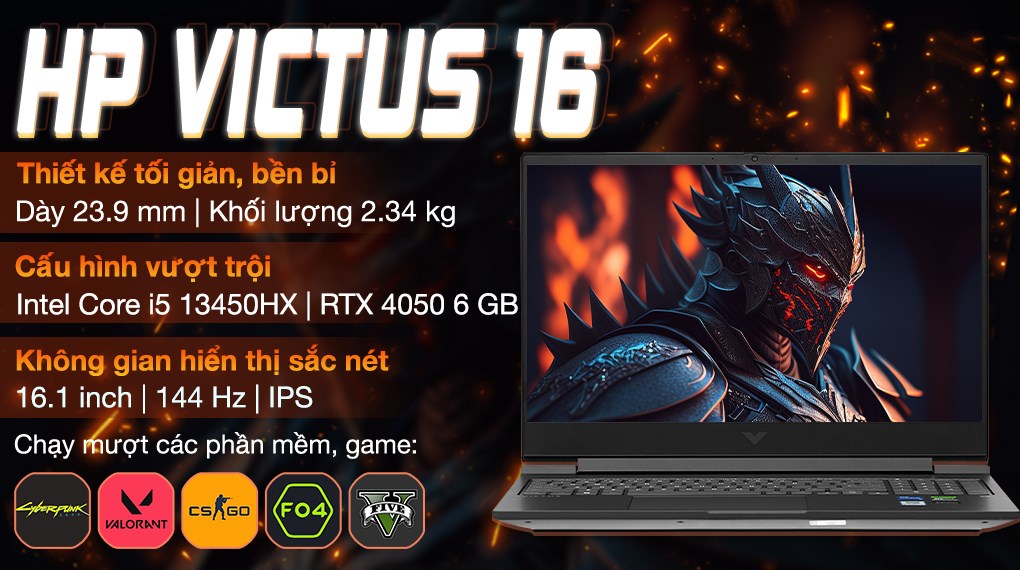 HP VICTUS 16
Thiết kế tối giản, bền bỉ
Dày 23.9 mm | Khối lượng 2.34 kg
Cấu hình vượt trội
Intel Core i5 13450HX | RTX 4050 6 GB
Không gian hiển thị sắc nét
16.1 inch | 144 Hz | IPS
Chạy mượt các phần mềm, game:
Cyberpunk
VALORANT
CS GO
FO4
V
FIVE